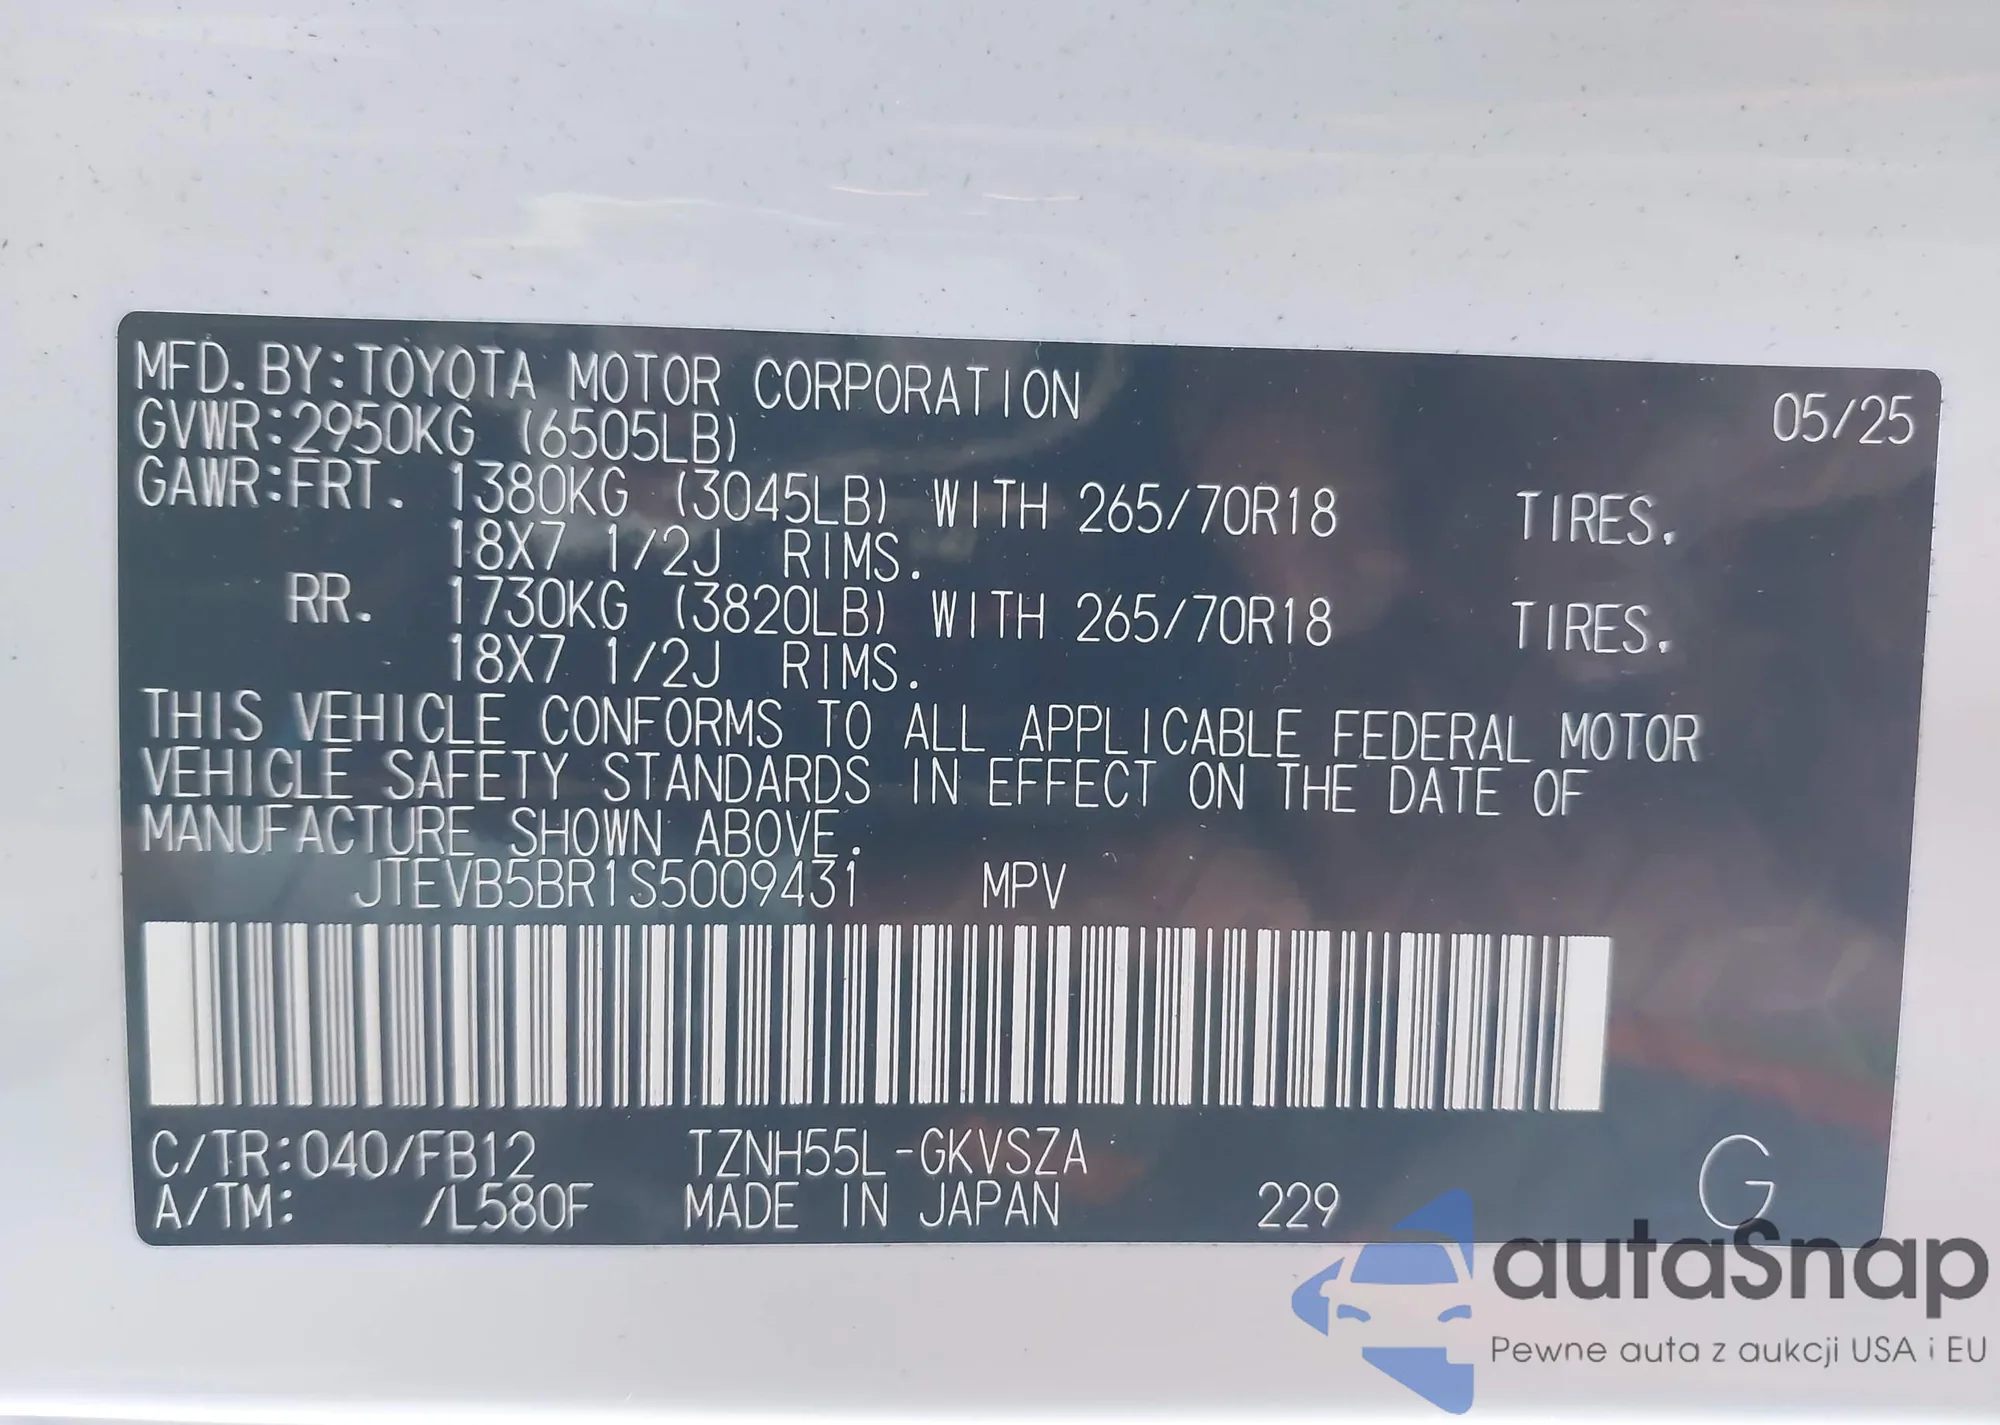 MFD.BY:TOYOTA MOTOR CORPORATION 05/25
GVWR:2950KG (6505LB)
GAWR:FRT. 1380KG (3045LB) WITH 265/70R18 TIRES.
18X7 1/2J RIMS.
RR. 1730KG (3820LB) WITH 265/70R18 TIRES.
18X7 1/2J RIMS.
THIS VEHICLE CONFORMS TO ALL APPLICABLE FEDERAL MOTOR
VEHICLE SAFETY STANDARDS IN EFFECT ON THE DATE OF
MANUFACTURE SHOWN ABOVE.
JTEVB5BR1S5009431 MPV
C/TR:040/FB12 TZNH55L-GKVSZA
A/TM: /L580F MADE IN JAPAN 229 G
autaSnap
Pewne auta z aukcji USA i EU